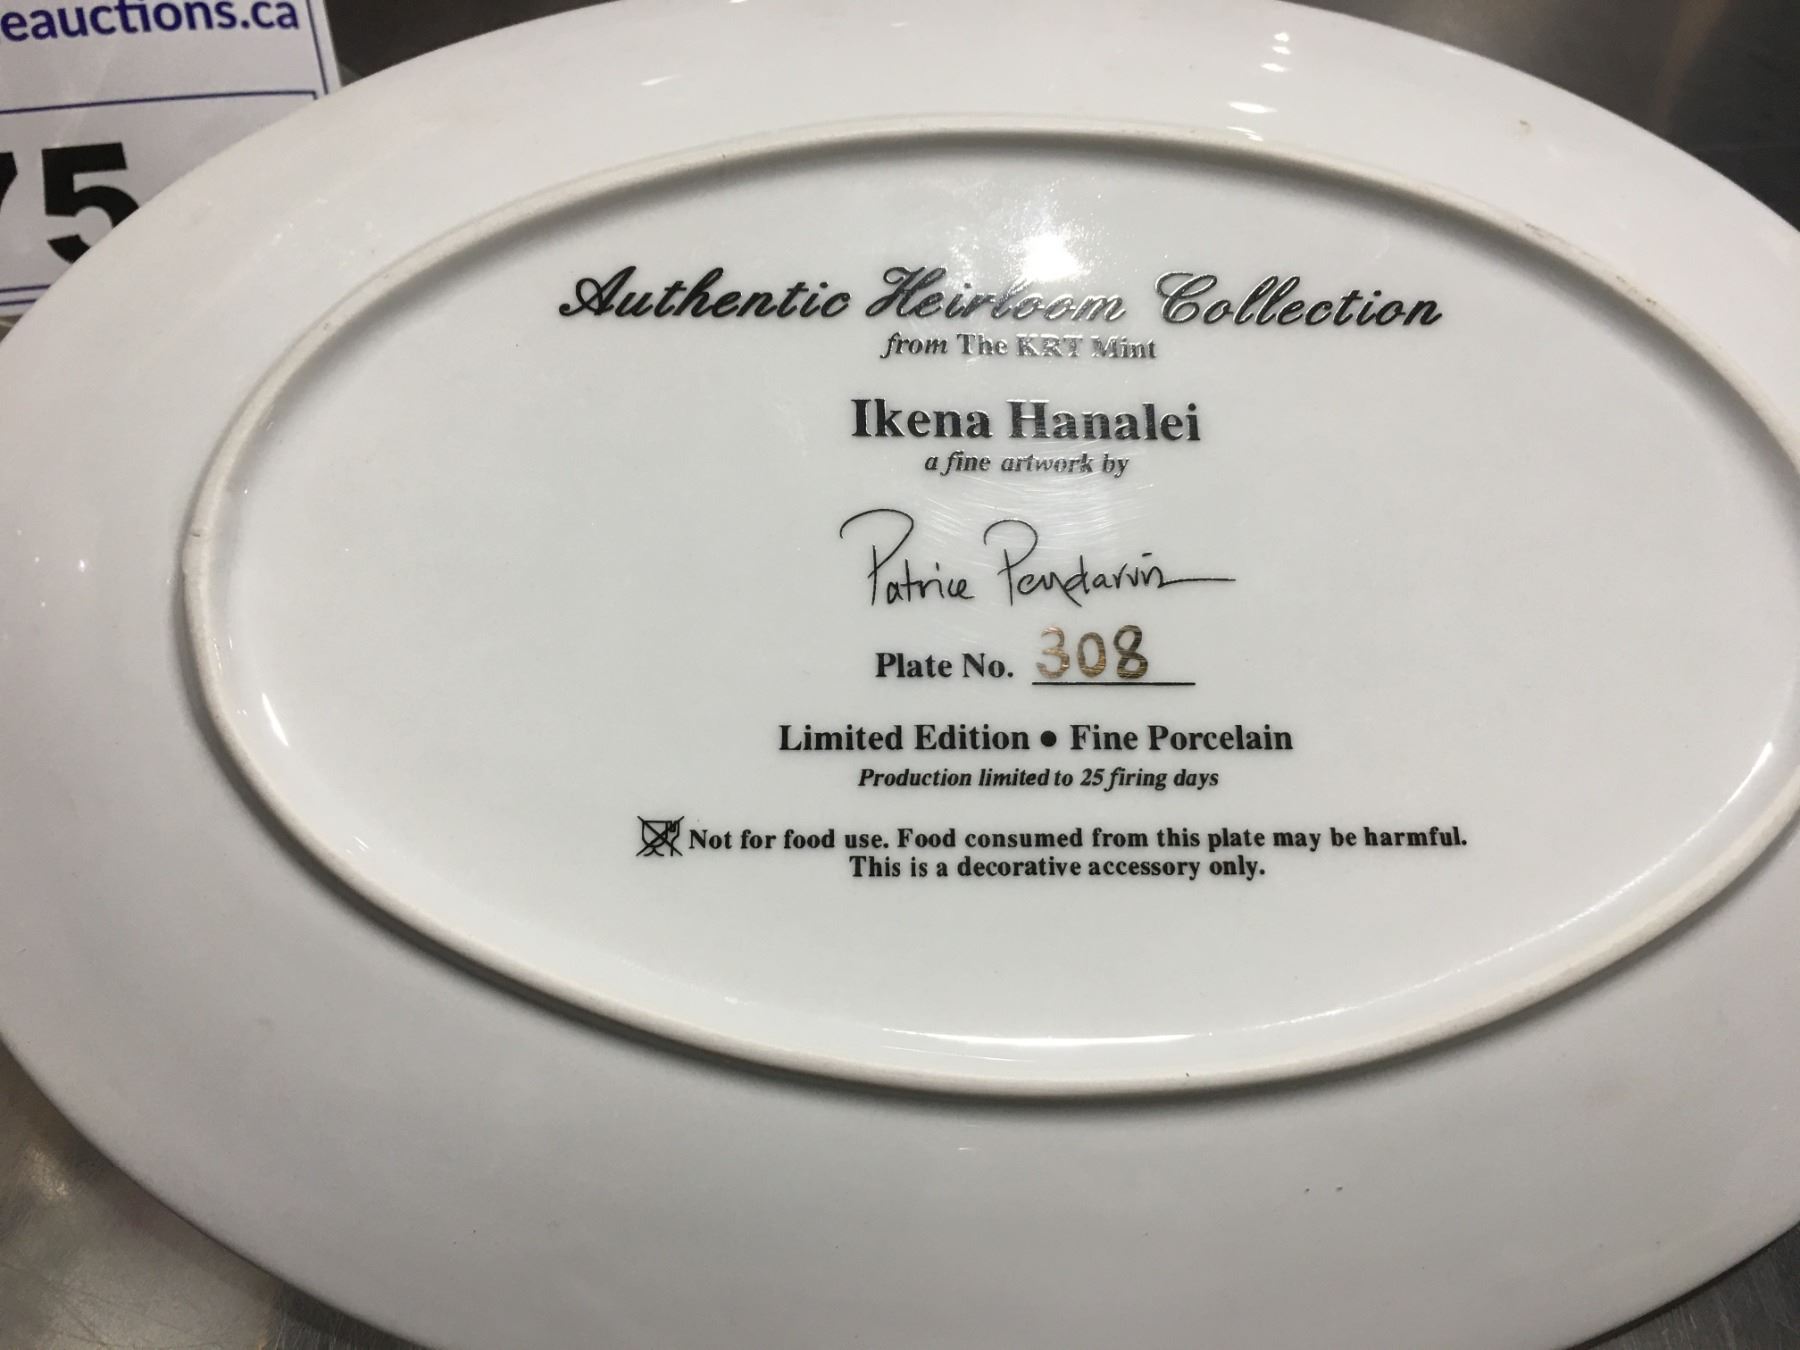 eauctions.ca
75
Authentic Heirloom Collection
from The KRT Mint
Ikena Hanalei
a fine artwork by
Patrice Pendarvis
Plate No. 308
Limited Edition • Fine Porcelain
Production limited to 25 firing days
Not for food use. Food consumed from this plate may be harmful.
This is a decorative accessory only.